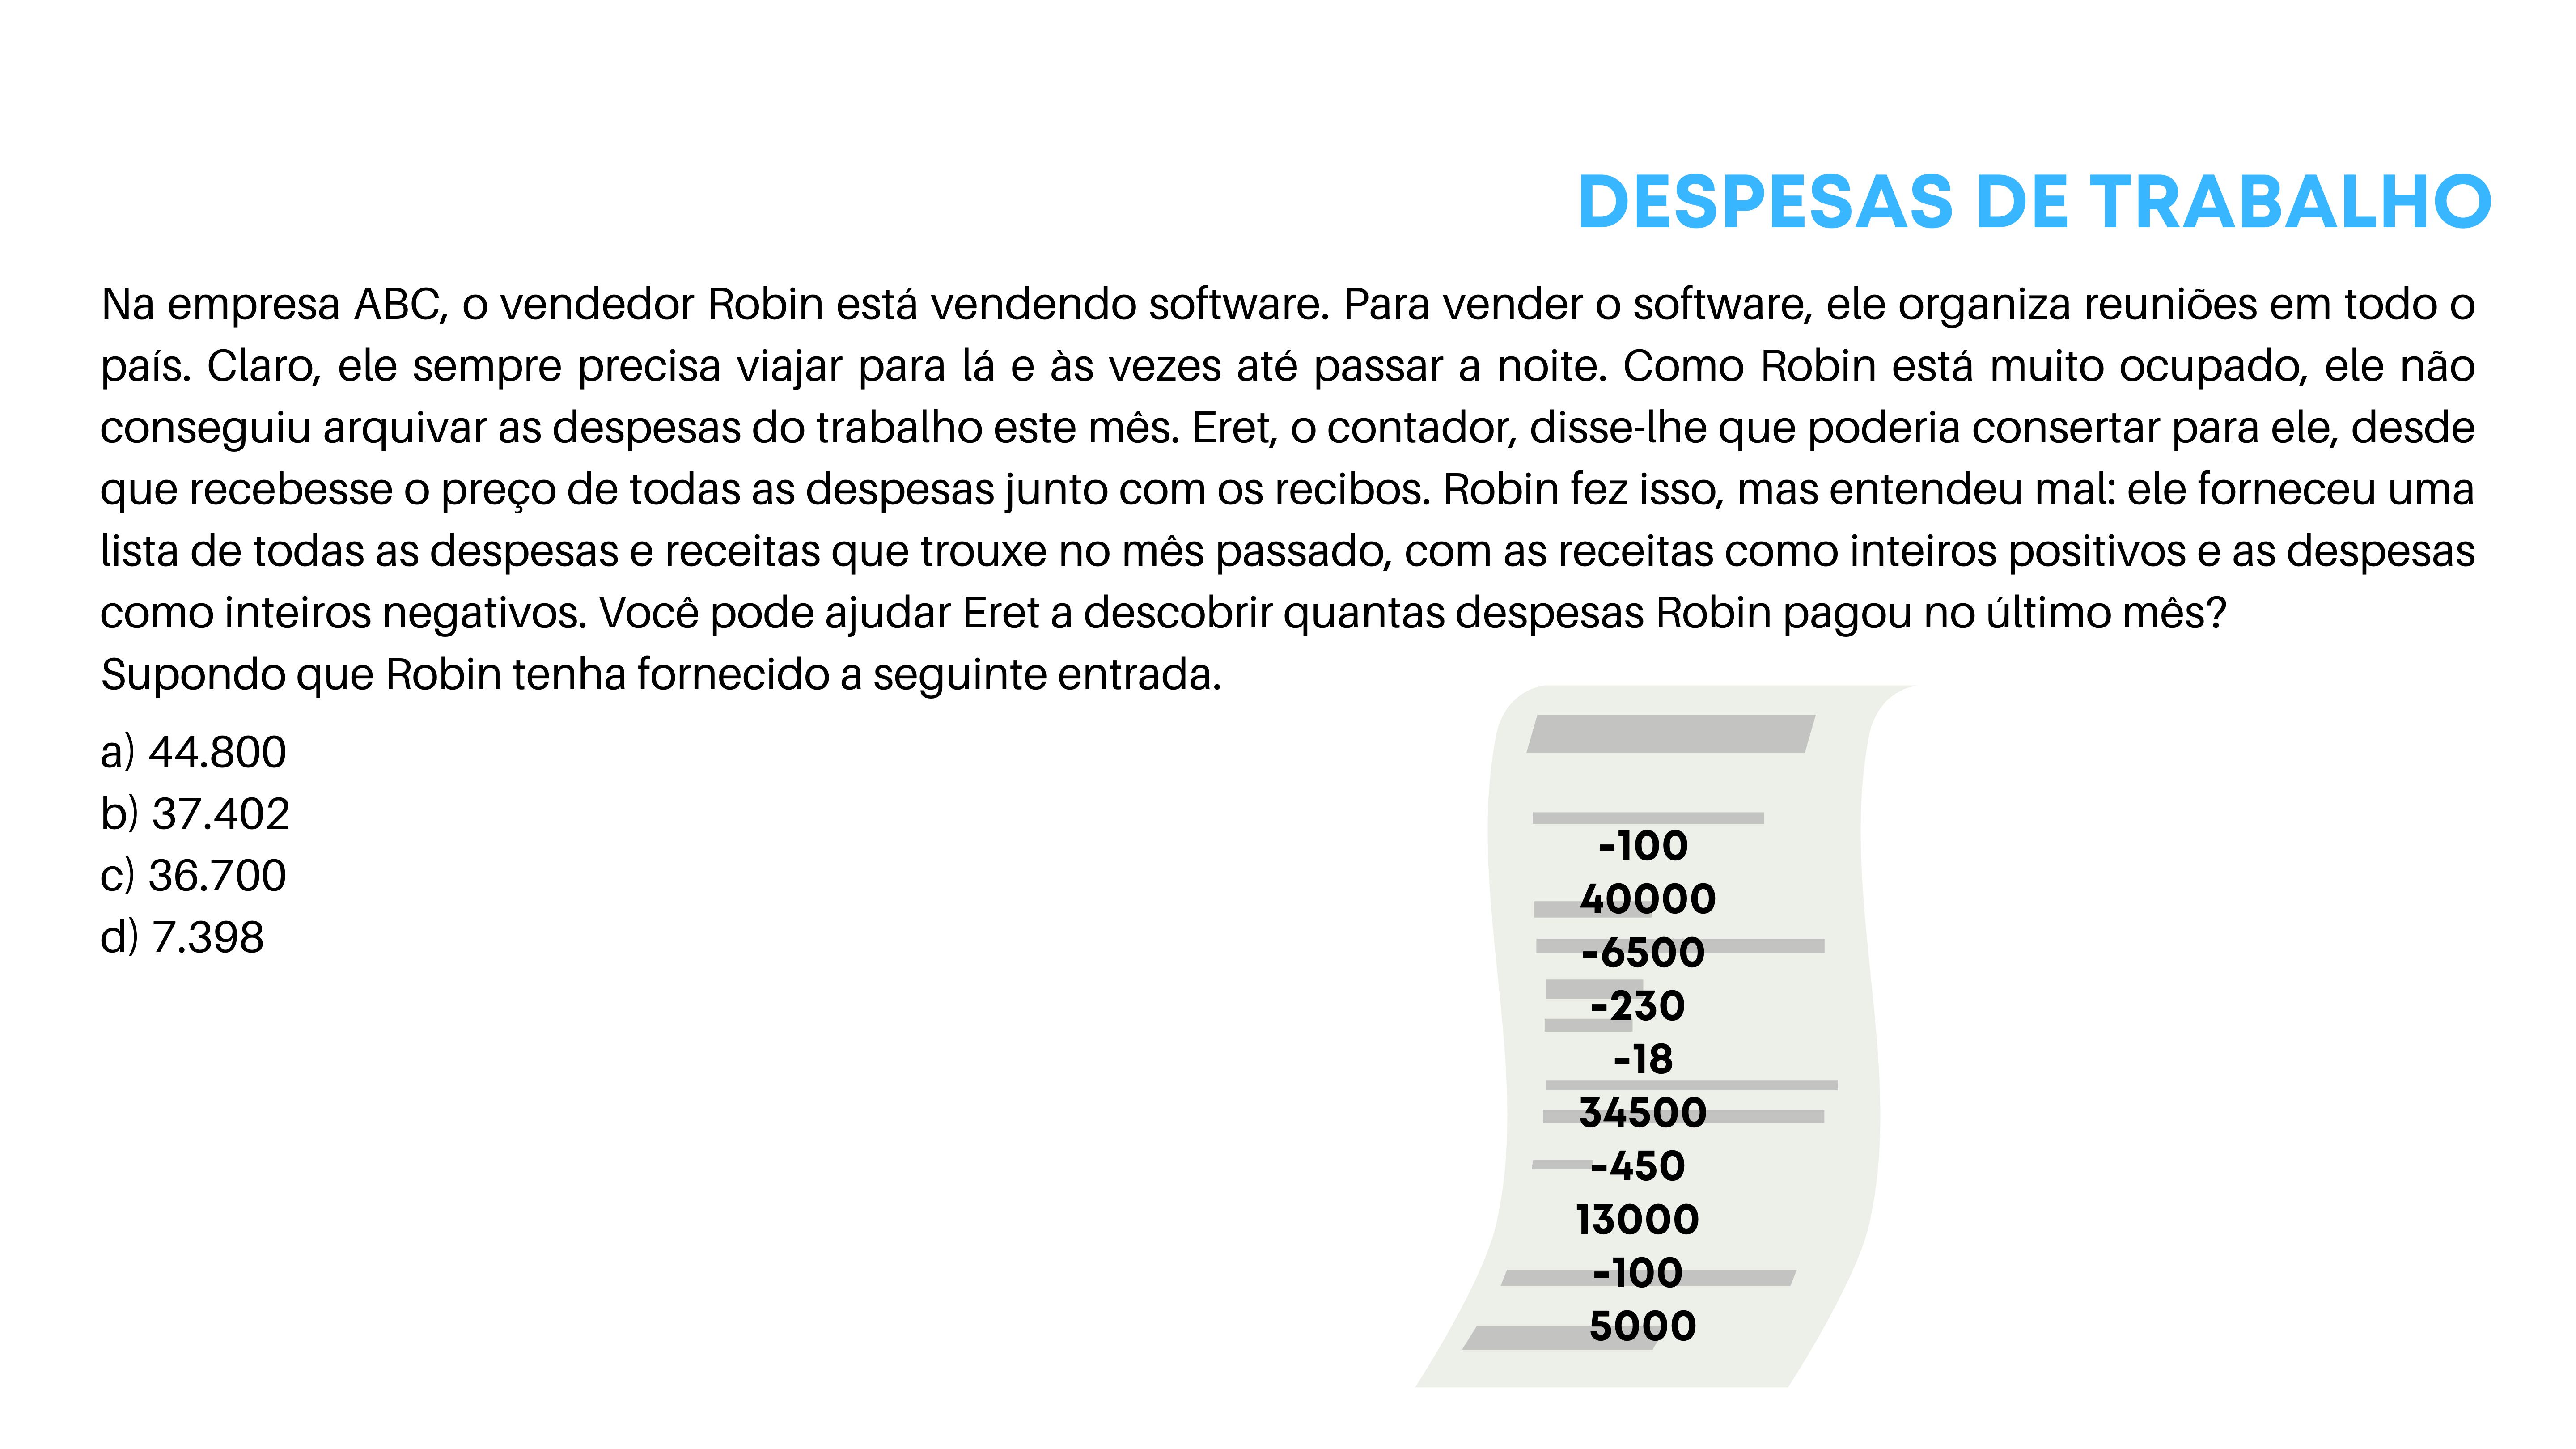 DESPESAS DE TRABALHO
Na empresa ABC, o vendedor Robin está vendendo software. Para vender o software, ele organiza reuniões em todo o
país. Claro, ele sempre precisa viajar para lá e às vezes até passar a noite. Como Robin está muito ocupado, ele não
conseguiu arquivar as despesas do trabalho este mês. Eret, o contador, disse-lhe que poderia consertar para ele, desde
que recebesse o preço de todas as despesas junto com os recibos. Robin fez isso, mas entendeu mal: ele forneceu uma
lista de todas as despesas e receitas que trouxe no mês passado, com as receitas como inteiros positivos e as despesas
como inteiros negativos. Você pode ajudar Eret a descobrir quantas despesas Robin pagou no último mês?
Supondo que Robin tenha fornecido a seguinte entrada.
a) 44.800
b) 37.402
c) 36.700
d) 7.398
-100
40000
-6500
-230
-18
34500
-450
13000
-100
5000